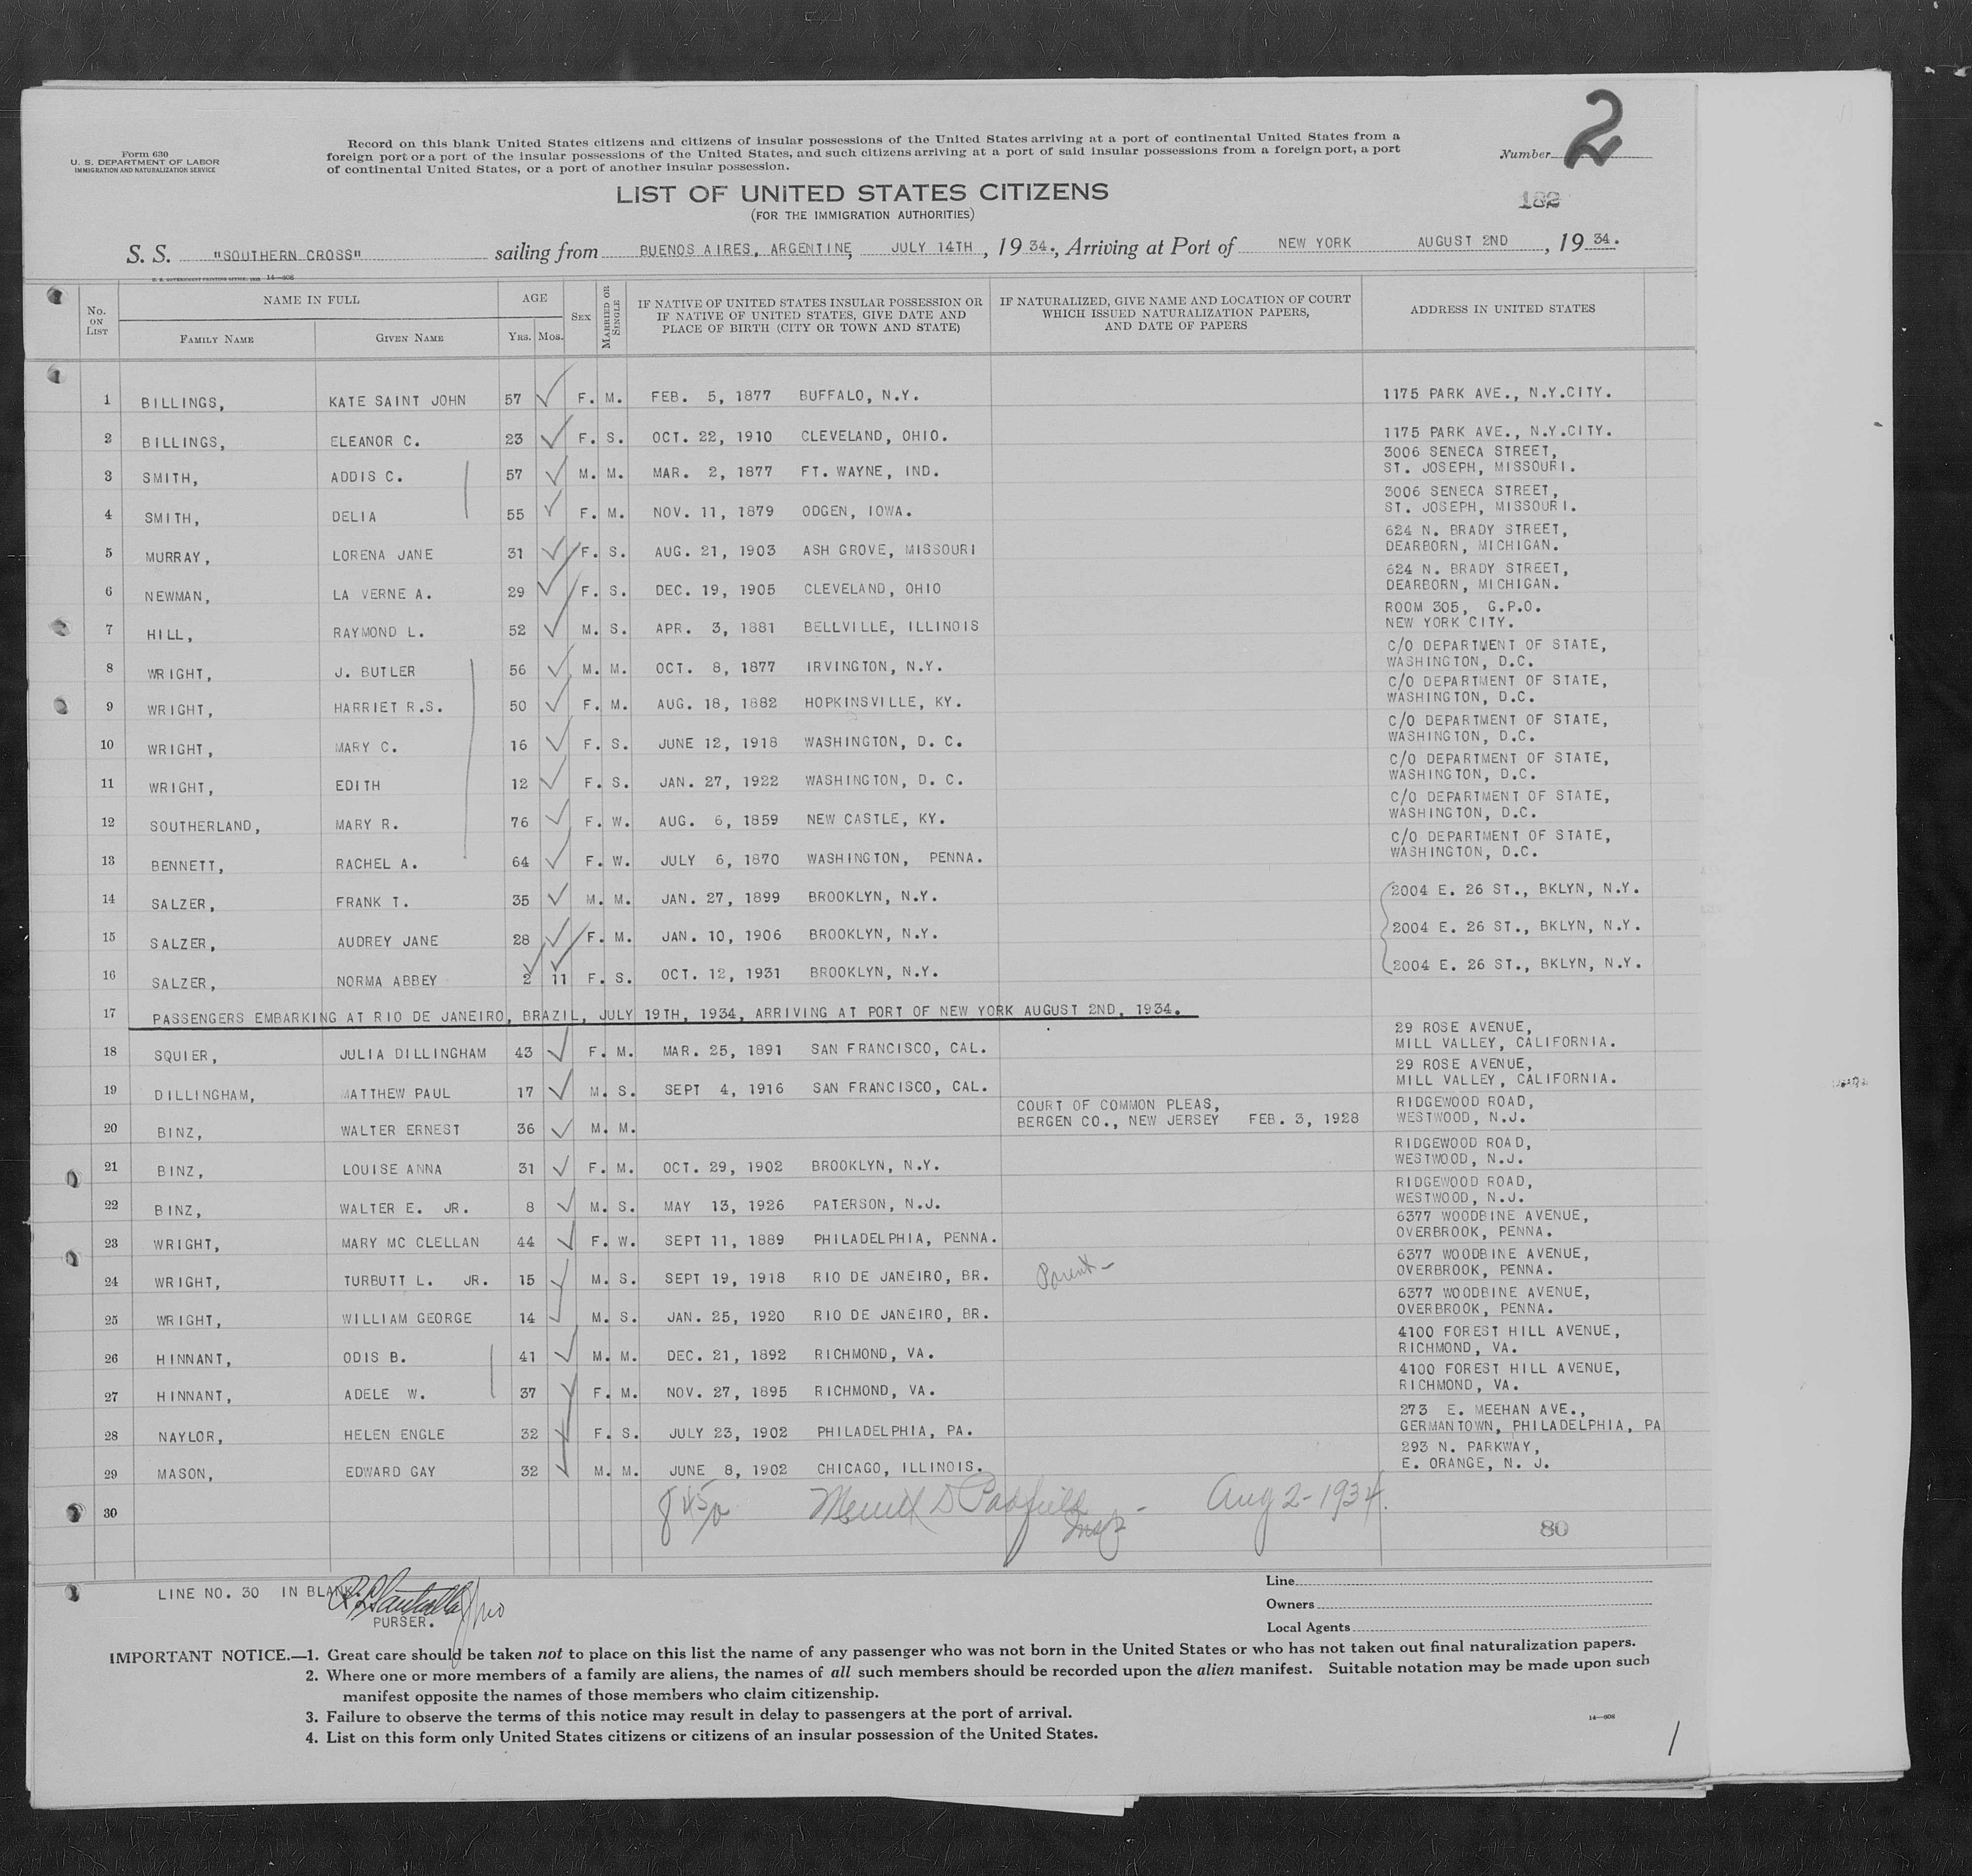 Form 630
U. S. DEPARTMENT OF LABOR
IMMIGRATION AND NATURALIZATION SERVICE
Record on this blank United States citizens and citizens of insular possessions of the United States arriving at a port of continental United States from a
foreign port or a port of the insular possessions of the United States, and such citizens arriving at a port of said insular possessions from a foreign port, a port
of continental United States, or a port of another insular possession.
Number 2
LIST OF UNITED STATES CITIZENS
(FOR THE IMMIGRATION AUTHORITIES)
182
S. S. "SOUTHERN CROSS" sailing from BUENOS AIRES, ARGENTINE, JULY 14TH, 1934., Arriving at Port of NEW YORK AUGUST 2ND, 1934.
14—608
No. ON LIST
NAME IN FULL
FAMILY NAME GIVEN NAME
AGE
YRS. MOS.
SEX
MARRIED OR SINGLE
IF NATIVE OF UNITED STATES INSULAR POSSESSION OR
IF NATIVE OF UNITED STATES, GIVE DATE AND
PLACE OF BIRTH (CITY OR TOWN AND STATE)
IF NATURALIZED, GIVE NAME AND LOCATION OF COURT
WHICH ISSUED NATURALIZATION PAPERS,
AND DATE OF PAPERS
ADDRESS IN UNITED STATES
1 BILLINGS, KATE SAINT JOHN 57 F. M. FEB. 5, 1877 BUFFALO, N.Y. 1175 PARK AVE., N.Y.CITY.
2 BILLINGS, ELEANOR C. 23 F. S. OCT. 22, 1910 CLEVELAND, OHIO. 1175 PARK AVE., N.Y.CITY.
3 SMITH, ADDIS C. 57 M. M. MAR. 2, 1877 FT. WAYNE, IND. 3006 SENECA STREET, ST. JOSEPH, MISSOURI.
4 SMITH, DELIA 55 F. M. NOV. 11, 1879 ODGEN, IOWA. 3006 SENECA STREET, ST. JOSEPH, MISSOURI.
5 MURRAY, LORENA JANE 31 F. S. AUG. 21, 1903 ASH GROVE, MISSOURI 624 N. BRADY STREET, DEARBORN, MICHIGAN.
6 NEWMAN, LA VERNE A. 29 F. S. DEC. 19, 1905 CLEVELAND, OHIO 624 N. BRADY STREET, DEARBORN, MICHIGAN.
7 HILL, RAYMOND L. 52 M. S. APR. 3, 1881 BELLVILLE, ILLINOIS ROOM 305, G.P.O. NEW YORK CITY.
8 WRIGHT, J. BUTLER 56 M. M. OCT. 8, 1877 IRVINGTON, N.Y. C/O DEPARTMENT OF STATE, WASHINGTON, D.C.
9 WRIGHT, HARRIET R.S. 50 F. M. AUG. 18, 1882 HOPKINSVILLE, KY. C/O DEPARTMENT OF STATE, WASHINGTON, D.C.
10 WRIGHT, MARY C. 16 F. S. JUNE 12, 1918 WASHINGTON, D. C. C/O DEPARTMENT OF STATE, WASHINGTON, D.C.
11 WRIGHT, EDITH 12 F. S. JAN. 27, 1922 WASHINGTON, D. C. C/O DEPARTMENT OF STATE, WASHINGTON, D.C.
12 SOUTHERLAND, MARY R. 76 F. W. AUG. 6, 1859 NEW CASTLE, KY. C/O DEPARTMENT OF STATE, WASHINGTON, D.C.
13 BENNETT, RACHEL A. 64 F. W. JULY 6, 1870 WASHINGTON, PENNA. C/O DEPARTMENT OF STATE, WASHINGTON, D.C.
14 SALZER, FRANK T. 35 M. M. JAN. 27, 1899 BROOKLYN, N.Y. 2004 E. 26 ST., BKLYN, N.Y.
15 SALZER, AUDREY JANE 28 F. M. JAN. 10, 1906 BROOKLYN, N.Y. 2004 E. 26 ST., BKLYN, N.Y.
16 SALZER, NORMA ABBEY 2 11 F. S. OCT. 12, 1931 BROOKLYN, N.Y. 2004 E. 26 ST., BKLYN, N.Y.
17 PASSENGERS EMBARKING AT RIO DE JANEIRO, BRAZIL, JULY 19TH, 1934, ARRIVING AT PORT OF NEW YORK AUGUST 2ND, 1934.
18 SQUIER, JULIA DILLINGHAM 43 F. M. MAR. 25, 1891 SAN FRANCISCO, CAL. 29 ROSE AVENUE, MILL VALLEY, CALIFORNIA.
19 DILLINGHAM, MATTHEW PAUL 17 M. S. SEPT 4, 1916 SAN FRANCISCO, CAL. 29 ROSE AVENUE, MILL VALLEY, CALIFORNIA.
20 BINZ, WALTER ERNEST 36 M. M. COURT OF COMMON PLEAS, BERGEN CO., NEW JERSEY FEB. 3, 1928 RIDGEWOOD ROAD, WESTWOOD, N.J.
21 BINZ, LOUISE ANNA 31 F. M. OCT. 29, 1902 BROOKLYN, N.Y. RIDGEWOOD ROAD, WESTWOOD, N.J.
22 BINZ, WALTER E. JR. 8 M. S. MAY 13, 1926 PATERSON, N.J. RIDGEWOOD ROAD, WESTWOOD, N.J.
23 WRIGHT, MARY MC CLELLAN 44 F. W. SEPT 11, 1889 PHILADELPHIA, PENNA. 6377 WOODBINE AVENUE, OVERBROOK, PENNA.
24 WRIGHT, TURBUTT L. JR. 15 M. S. SEPT 19, 1918 RIO DE JANEIRO, BR. Parent— 6377 WOODBINE AVENUE, OVERBROOK, PENNA.
25 WRIGHT, WILLIAM GEORGE 14 M. S. JAN. 25, 1920 RIO DE JANEIRO, BR. 6377 WOODBINE AVENUE, OVERBROOK, PENNA.
26 HINNANT, ODIS B. 41 M. M. DEC. 21, 1892 RICHMOND, VA. 4100 FOREST HILL AVENUE, RICHMOND, VA.
27 HINNANT, ADELE W. 37 F. M. NOV. 27, 1895 RICHMOND, VA. 4100 FOREST HILL AVENUE, RICHMOND, VA.
28 NAYLOR, HELEN ENGLE 32 F. S. JULY 23, 1902 PHILADELPHIA, PA. 273 E. MEEHAN AVE., GERMANTOWN, PHILADELPHIA, PA
29 MASON, EDWARD GAY 32 M. M. JUNE 8, 1902 CHICAGO, ILLINOIS. 293 N. PARKWAY, E. ORANGE, N. J.
30 Aug 2-1934.
80
LINE NO. 30 IN BLANK.
PURSER.
Line
Owners
Local Agents
IMPORTANT NOTICE.—1. Great care should be taken not to place on this list the name of any passenger who was not born in the United States or who has not taken out final naturalization papers.
2. Where one or more members of a family are aliens, the names of all such members should be recorded upon the alien manifest. Suitable notation may be made upon such
manifest opposite the names of those members who claim citizenship.
3. Failure to observe the terms of this notice may result in delay to passengers at the port of arrival.
4. List on this form only United States citizens or citizens of an insular possession of the United States.
14—608